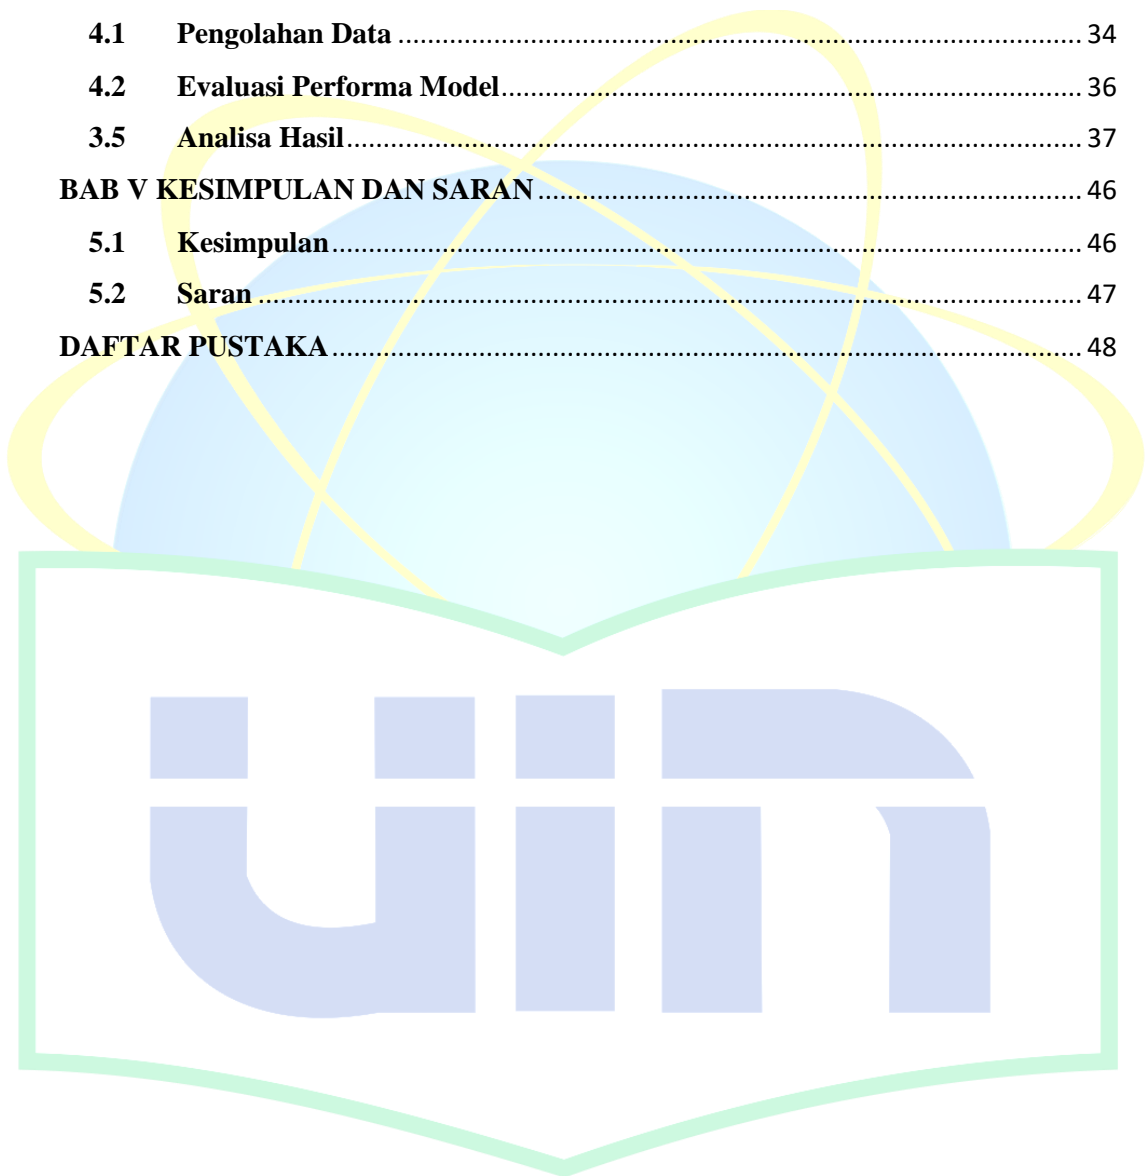 4.1 Pengolahan Data ........................................................................................ 34
4.2 Evaluasi Performa Model.......................................................................... 36
3.5 Analisa Hasil............................................................................................... 37
BAB V KESIMPULAN DAN SARAN ..................................................................... 46
5.1 Kesimpulan................................................................................................. 46
5.2 Saran .......................................................................................................... 47
DAFTAR PUSTAKA ................................................................................................ 48
uin